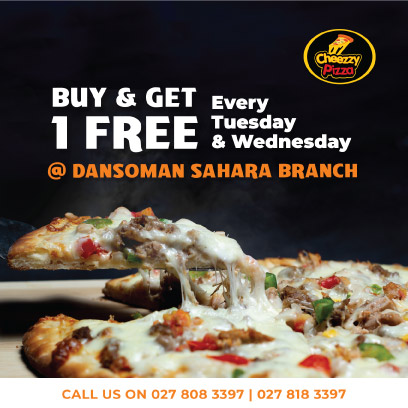 Cheezzy
Pizza
BUY & GET
1 FREE
Every
Tuesday
& Wednesday
@ DANSOMAN SAHARA BRANCH
CALL US ON 027 808 3397 | 027 818 3397